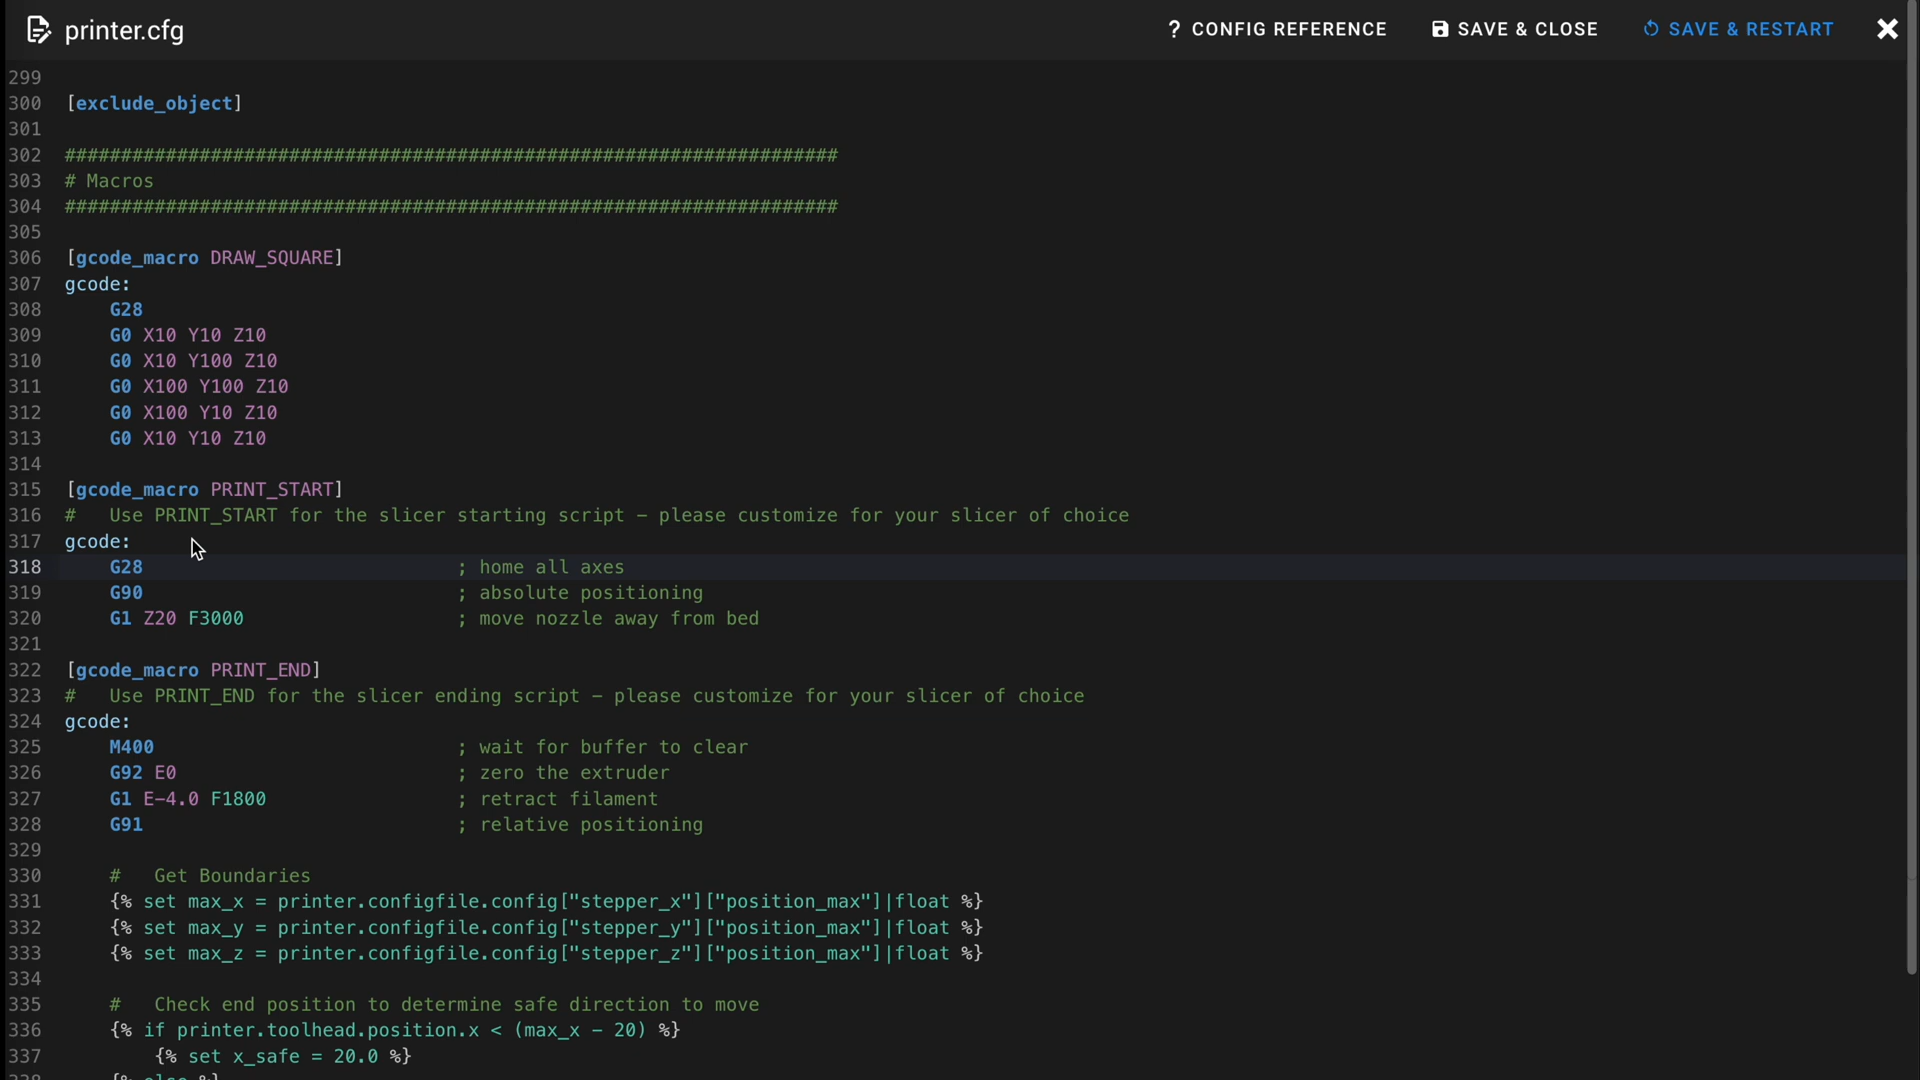 printer.cfg
? CONFIG REFERENCE
SAVE & CLOSE
SAVE & RESTART
299
300 [exclude_object]
301
302 #####################################################################
303 # Macros
304 #####################################################################
305
306 [gcode_macro DRAW_SQUARE]
307 gcode:
308     G28
309     G0 X10 Y10 Z10
310     G0 X10 Y100 Z10
311     G0 X100 Y100 Z10
312     G0 X100 Y10 Z10
313     G0 X10 Y10 Z10
314
315 [gcode_macro PRINT_START]
316 #   Use PRINT_START for the slicer starting script - please customize for your slicer of choice
317 gcode:
318     G28                            ; home all axes
319     G90                            ; absolute positioning
320     G1 Z20 F3000                   ; move nozzle away from bed
321
322 [gcode_macro PRINT_END]
323 #   Use PRINT_END for the slicer ending script - please customize for your slicer of choice
324 gcode:
325     M400                           ; wait for buffer to clear
326     G92 E0                         ; zero the extruder
327     G1 E-4.0 F1800                 ; retract filament
328     G91                            ; relative positioning
329
330     #   Get Boundaries
331     {% set max_x = printer.configfile.config["stepper_x"]["position_max"]|float %}
332     {% set max_y = printer.configfile.config["stepper_y"]["position_max"]|float %}
333     {% set max_z = printer.configfile.config["stepper_z"]["position_max"]|float %}
334
335     #   Check end position to determine safe direction to move
336     {% if printer.toolhead.position.x < (max_x - 20) %}
337         {% set x_safe = 20.0 %}
338     {% else %}